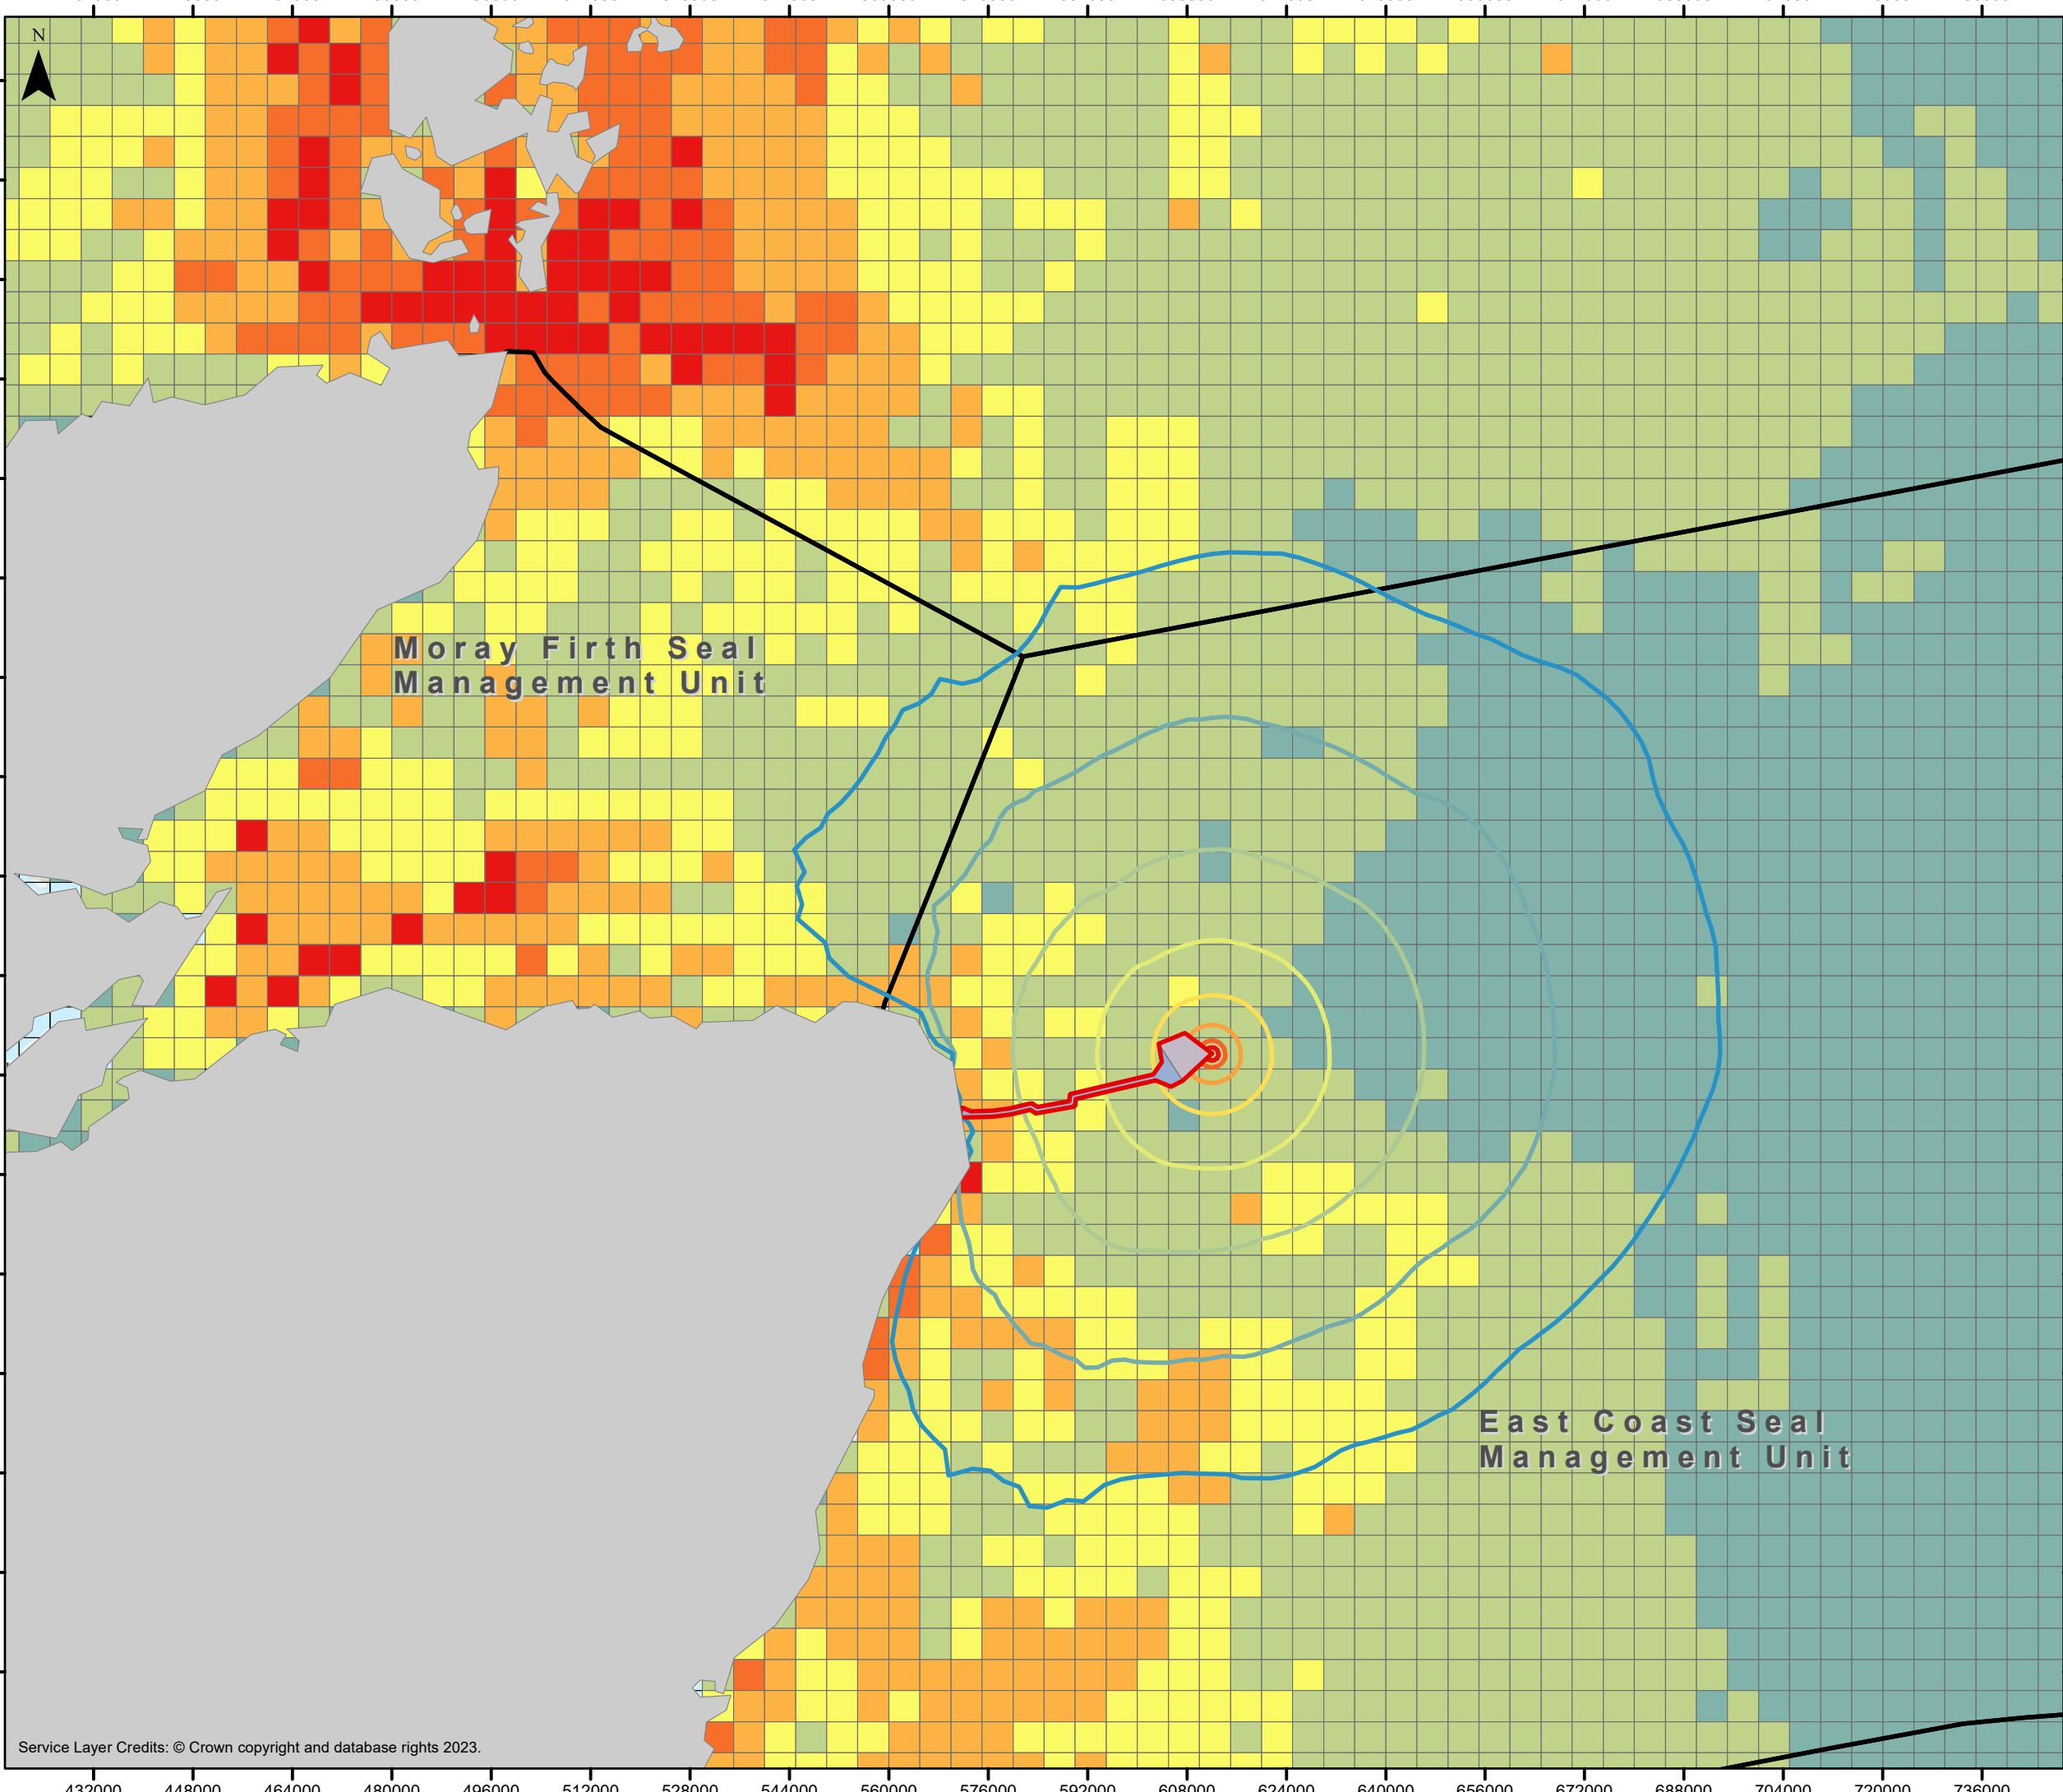 N
Moray Firth Seal
Management Unit
East Coast Seal
Management Unit
Service Layer Credits: © Crown copyright and database rights 2023.
432000 448000 464000 480000 496000 512000 528000 544000 560000 576000 592000 608000 624000 640000 656000 672000 688000 704000 720000 736000